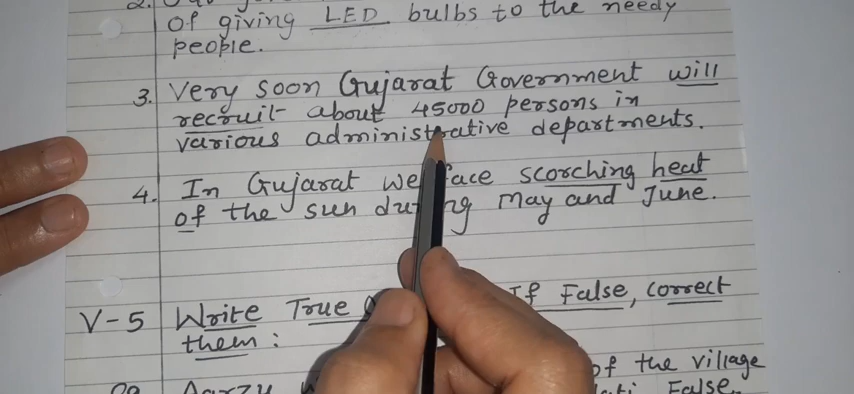 of giving LED bulbs to the needy
people.
3. Very soon Gujarat Government will
recruit about 45000 persons in
various administrative departments.
4. In Gujarat we face scorching heat
of the sun during May and June.
V-5 Write True If False, correct
them:
of the village
False.